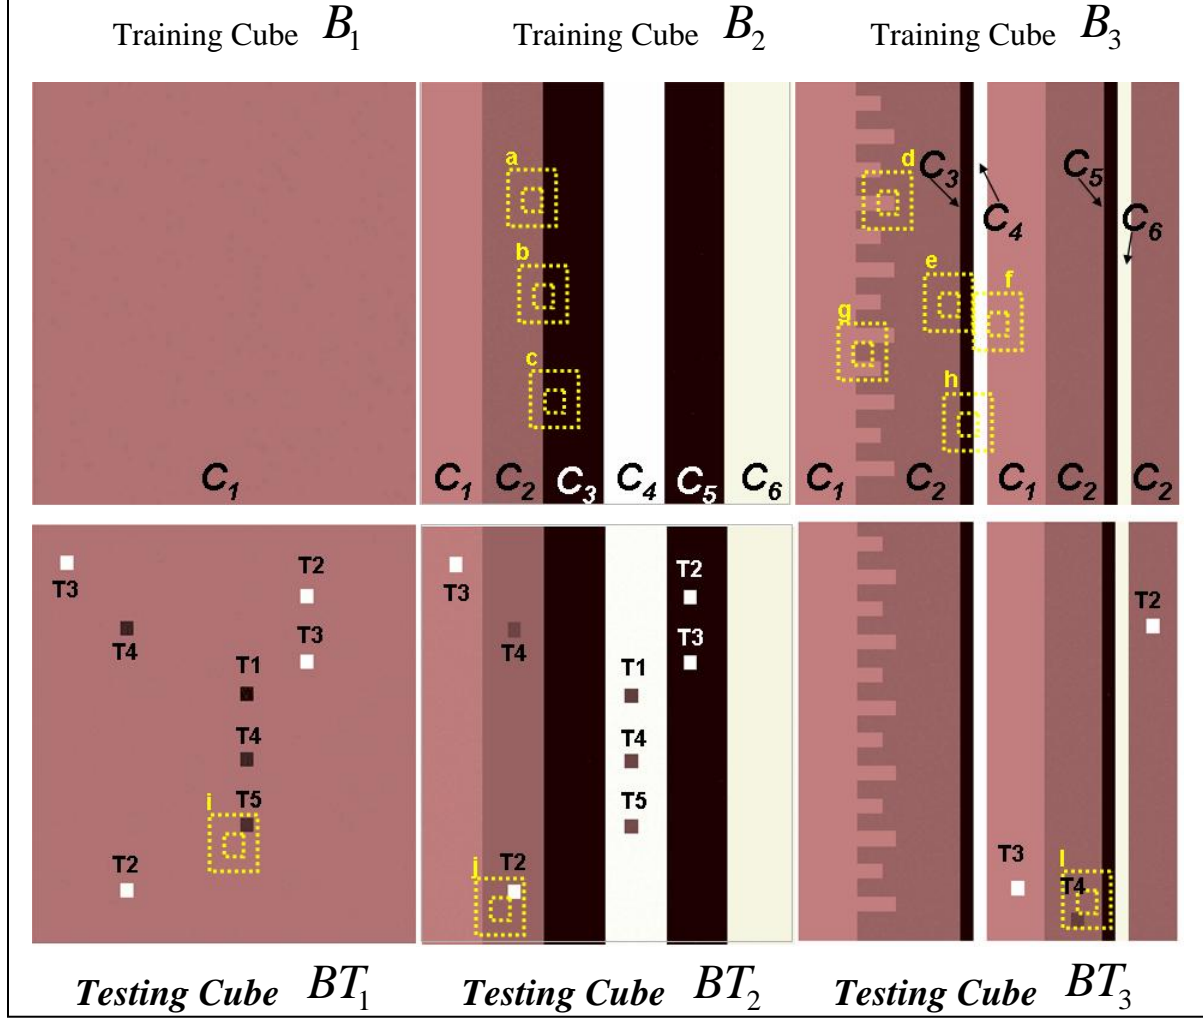 Training Cube B₁
Training Cube B₂
Training Cube B₃
a
b
c
d
e
f
g
h
C₃
C₄
C₅
C₆
C₁
C₁
C₂
C₃
C₄
C₅
C₆
C₁
C₂
C₁
C₂
C₂
T3
T4
T2
T3
T1
T4
T5
i
T2
T3
T4
T2
T3
T1
T4
T5
j
T2
T2
T3
l
T4
Testing Cube BT₁
Testing Cube BT₂
Testing Cube BT₃